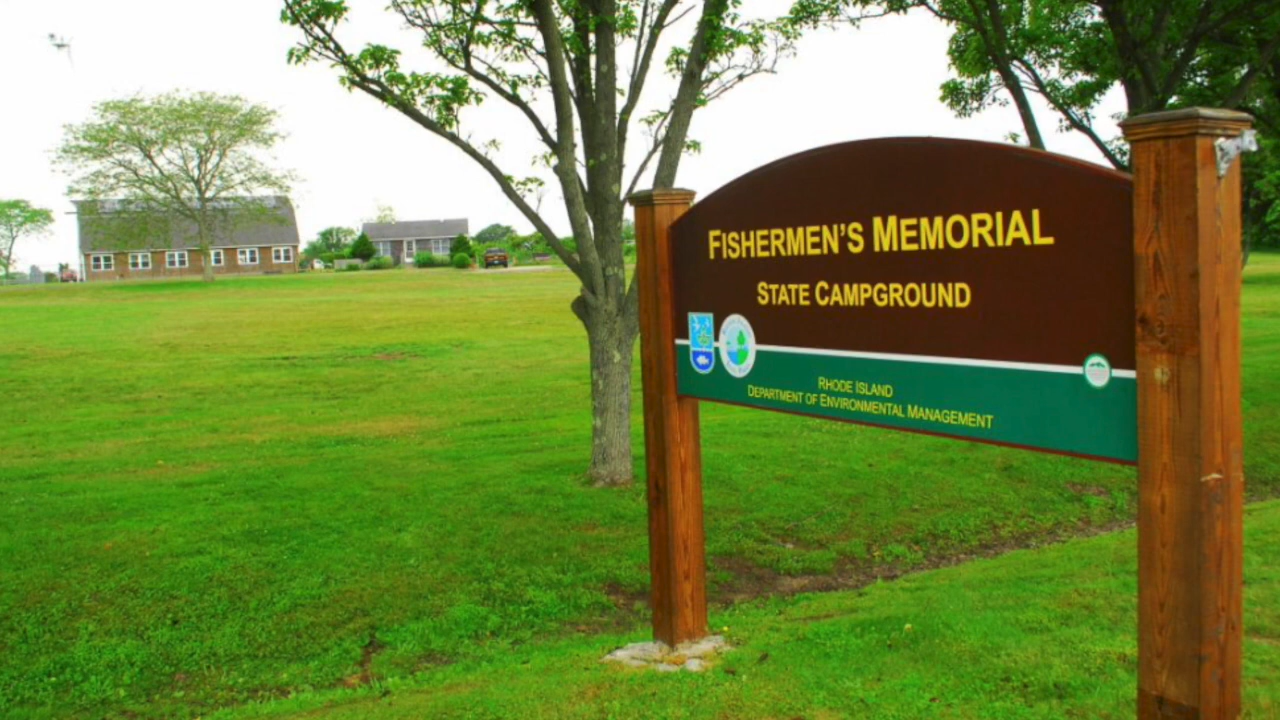 FISHERMEN'S MEMORIAL
STATE CAMPGROUND
RHODE ISLAND
DEPARTMENT OF ENVIRONMENTAL MANAGEMENT